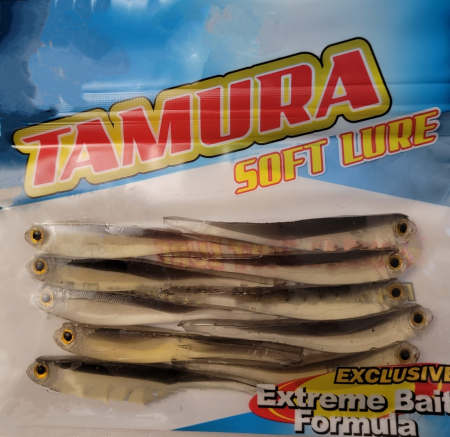 TAMURA
SOFT LURE
EXCLUSIVE
Extreme Bait
Formula